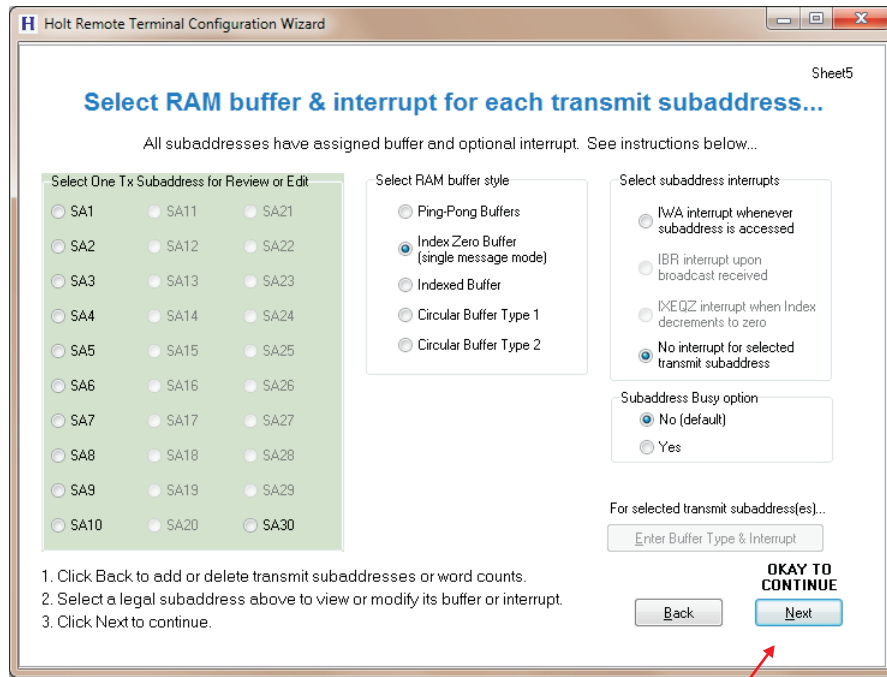 H Holt Remote Terminal Configuration Wizard
Sheet5
Select RAM buffer & interrupt for each transmit subaddress...
All subaddresses have assigned buffer and optional interrupt. See instructions below...
Select One Tx Subaddress for Review or Edit
SA1 SA11 SA21
SA2 SA12 SA22
SA3 SA13 SA23
SA4 SA14 SA24
SA5 SA15 SA25
SA6 SA16 SA26
SA7 SA17 SA27
SA8 SA18 SA28
SA9 SA19 SA29
SA10 SA20 SA30
Select RAM buffer style
Ping-Pong Buffers
Index Zero Buffer
(single message mode)
Indexed Buffer
Circular Buffer Type 1
Circular Buffer Type 2
Select subaddress interrupts
IWA interrupt whenever
subaddress is accessed
IBR interrupt upon
broadcast received
IXEQZ interrupt when Index
decrements to zero
No interrupt for selected
transmit subaddress
Subaddress Busy option
No (default)
Yes
For selected transmit subaddress(es)...
Enter Buffer Type & Interrupt
1. Click Back to add or delete transmit subaddresses or word counts.
2. Select a legal subaddress above to view or modify its buffer or interrupt.
3. Click Next to continue.
OKAY TO
CONTINUE
Back
Next